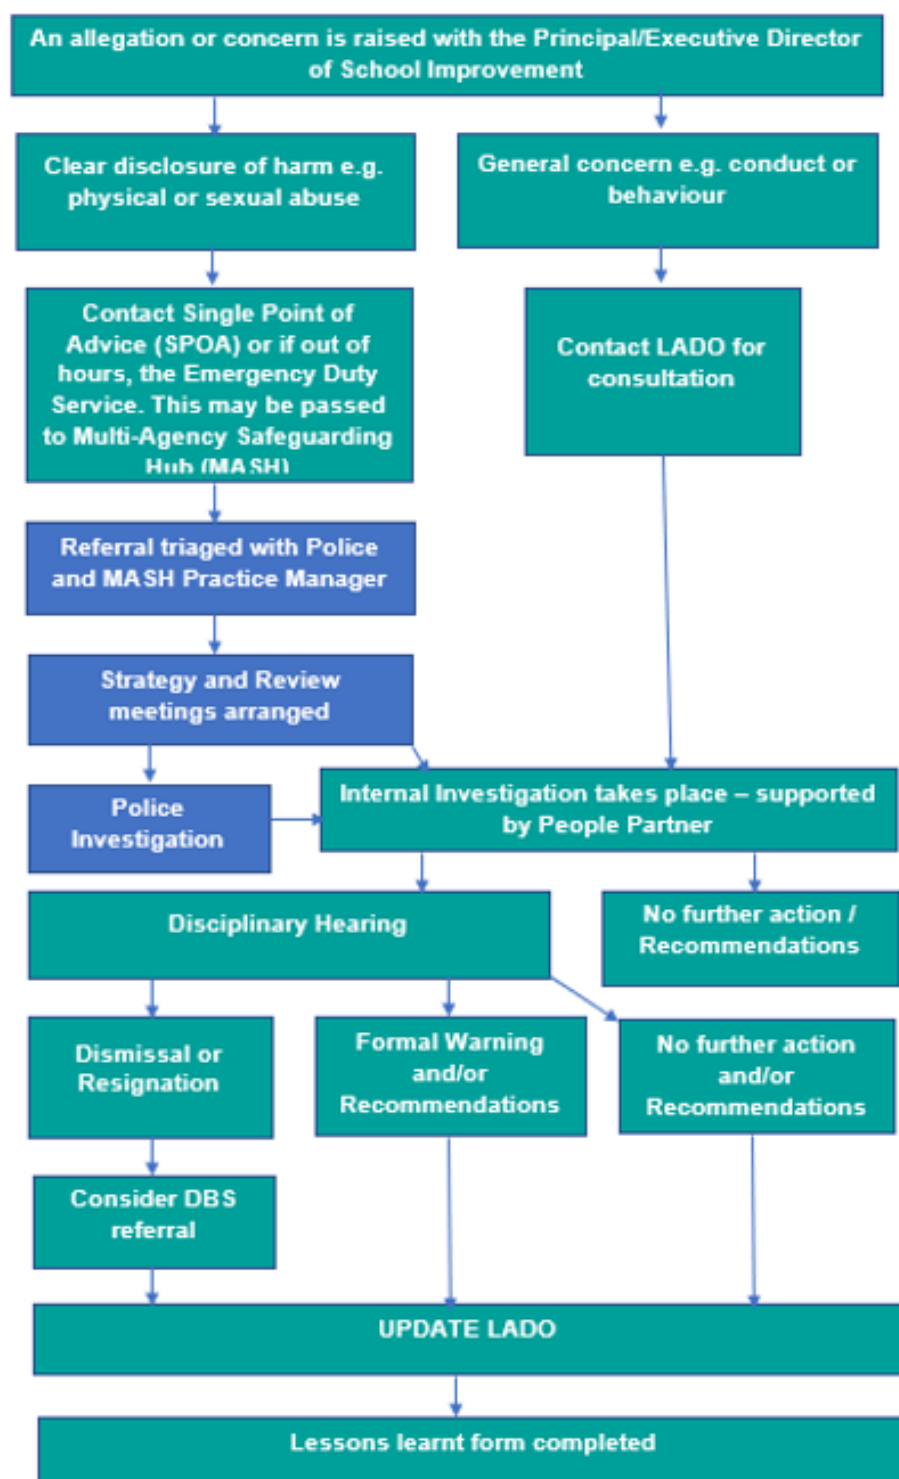 An allegation or concern is raised with the Principal/Executive Director
of School Improvement
Clear disclosure of harm e.g.
physical or sexual abuse
General concern e.g. conduct or
behaviour
Contact Single Point of
Advice (SPOA) or if out of
hours, the Emergency Duty
Service. This may be passed
to Multi-Agency Safeguarding
Hub (MASH)
Contact LADO for
consultation
Referral triaged with Police
and MASH Practice Manager
Strategy and Review
meetings arranged
Police
Investigation
Internal Investigation takes place – supported
by People Partner
Disciplinary Hearing
No further action /
Recommendations
Dismissal or
Resignation
Formal Warning
and/or
Recommendations
No further action
and/or
Recommendations
Consider DBS
referral
UPDATE LADO
Lessons learnt form completed